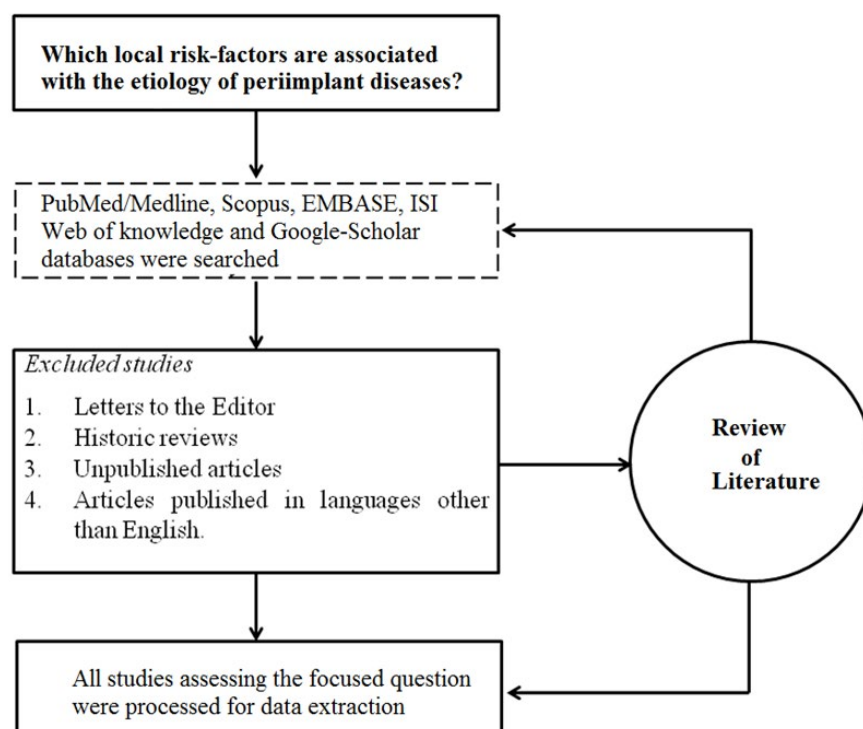 Which local risk-factors are associated
with the etiology of periimplant diseases?
PubMed/Medline, Scopus, EMBASE, ISI
Web of knowledge and Google-Scholar
databases were searched
Excluded studies
1. Letters to the Editor
2. Historic reviews
3. Unpublished articles
4. Articles published in languages other
than English.
Review
of
Literature
All studies assessing the focused question
were processed for data extraction